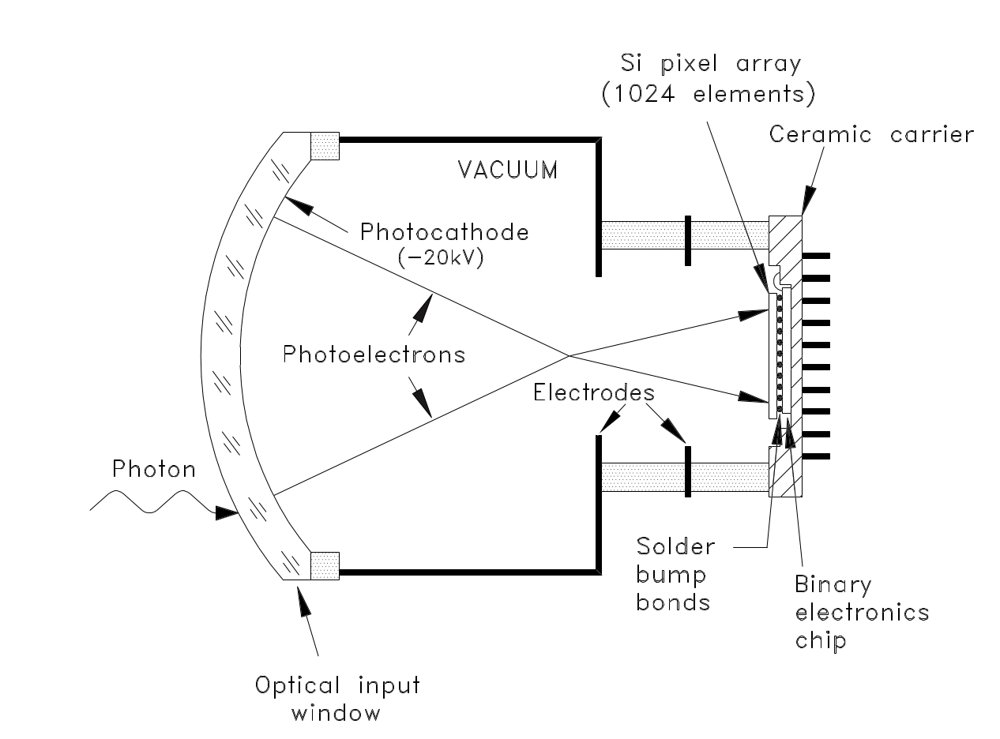 Si pixel array
(1024 elements)
Ceramic carrier
VACUUM
Photocathode
(-20kV)
Photoelectrons
Electrodes
Photon
Solder
bump
bonds
Binary
electronics
chip
Optical input
window